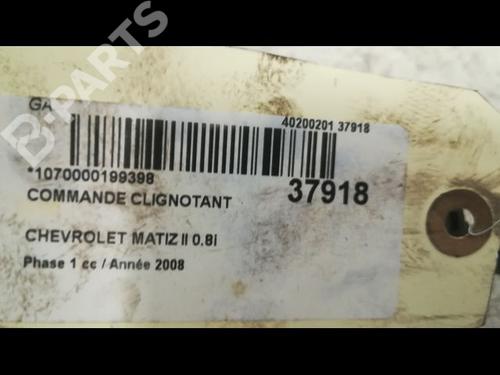 B-PARTS
GA
40200201 37918
*1070000199398
37918
COMMANDE CLIGNOTANT
CHEVROLET MATIZ II 0.8i
Phase 1 cc / Année 2008